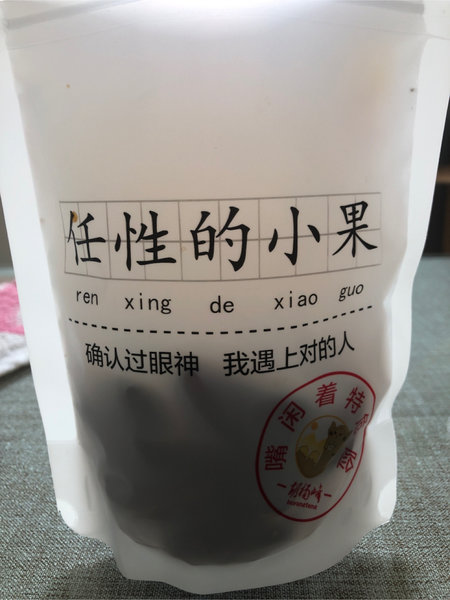 任性的小果
ren xing de xiao guo
确认过眼神 我遇上对的人
嘴闲着特